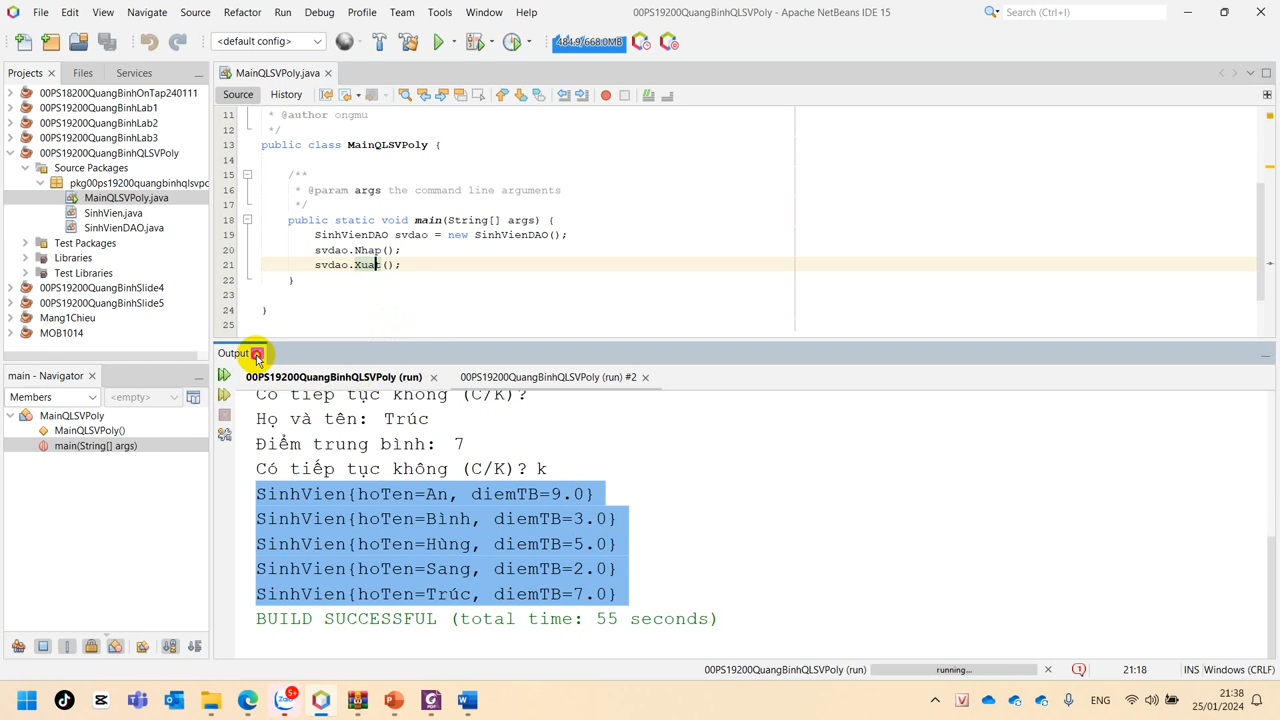 File Edit View Navigate Source Refactor Run Debug Profile Team Tools Window Help
00PS19200QuangBinhQLSVPoly - Apache NetBeans IDE 15
Search (Ctrl+I)
<default config>
484.9/668.0MB
Projects Files Services
MainQLSVPoly.java
Source History
00PS18200QuangBinhOnTap240111
00PS19200QuangBinhLab1
00PS19200QuangBinhLab2
00PS19200QuangBinhLab3
00PS19200QuangBinhQLSVPoly
Source Packages
pkg00ps19200quangbinhqlsvpo
MainQLSVPoly.java
SinhVien.java
SinhVienDAO.java
Test Packages
Libraries
Test Libraries
00PS19200QuangBinhSlide4
00PS19200QuangBinhSlide5
Mang1Chieu
MOB1014
11 * @author ongmu
12 */
13 public class MainQLSVPoly {
14
15 /**
16 * @param args the command line arguments
17 */
18 public static void main(String[] args) {
19 SinhVienDAO svdao = new SinhVienDAO();
20 svdao.Nhap();
21 svdao.Xuat();
22 }
23
24 }
25
main - Navigator
Members <empty>
MainQLSVPoly
MainQLSVPoly()
main(String[] args)
Output
00PS19200QuangBinhQLSVPoly (run) 00PS19200QuangBinhQLSVPoly (run) #2
Có tiếp tục không (C/K)?
Họ và tên: Trúc
Điểm trung bình: 7
Có tiếp tục không (C/K)? k
SinhVien{hoTen=An, diemTB=9.0}
SinhVien{hoTen=Bình, diemTB=3.0}
SinhVien{hoTen=Hùng, diemTB=5.0}
SinhVien{hoTen=Sang, diemTB=2.0}
SinhVien{hoTen=Trúc, diemTB=7.0}
BUILD SUCCESSFUL (total time: 55 seconds)
00PS19200QuangBinhQLSVPoly (run) running... 1 21:18 INS Windows (CRLF)
Zalo 5+
ENG
21:38
25/01/2024